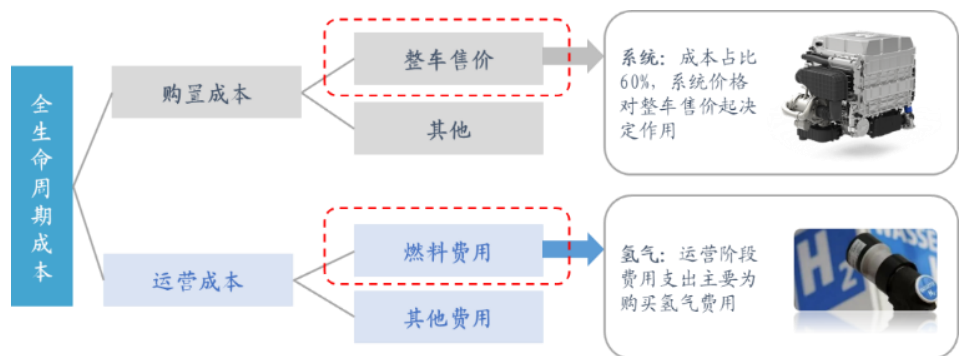 全生命周期成本
购置成本
整车售价
其他
系统：成本占比
60%，系统价格
对整车售价起决
定作用
运营成本
燃料费用
其他费用
氢气：运营阶段
费用支出主要为
购买氢气费用
H2
WASSE
H